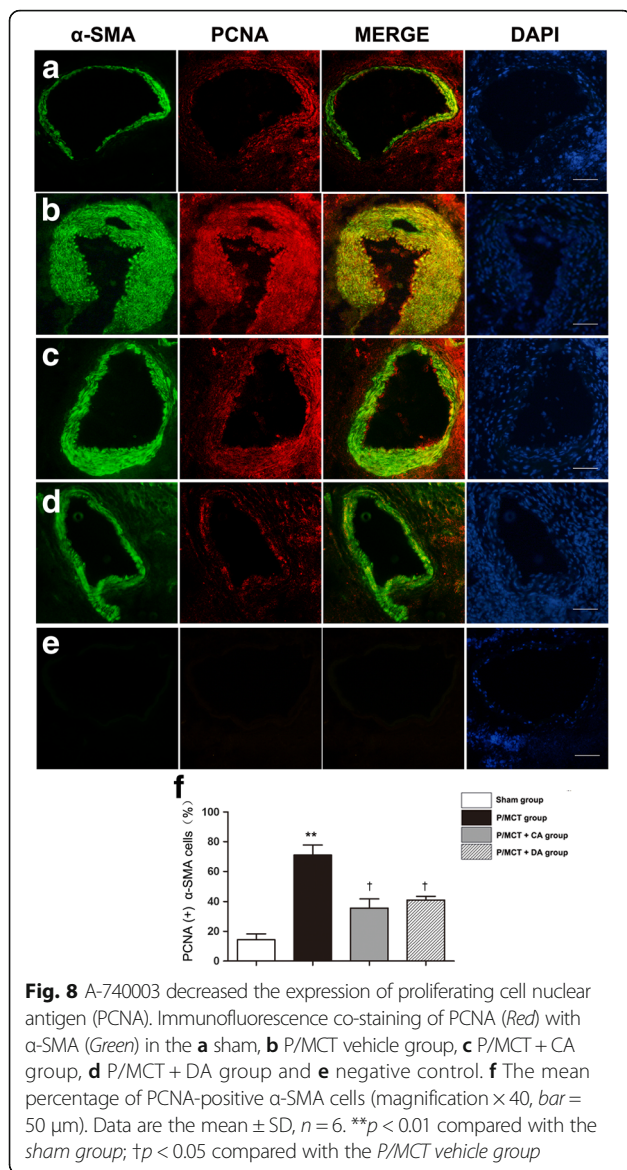 α-SMA PCNA MERGE DAPI
a
b
c
d
e
f
PCNA (+) α-SMA cells (%)
100
80
60
40
20
0
**
†
†
Sham group
P/MCT group
P/MCT + CA group
P/MCT + DA group
Fig. 8 A-740003 decreased the expression of proliferating cell nuclear
antigen (PCNA). Immunofluorescence co-staining of PCNA (Red) with
α-SMA (Green) in the a sham, b P/MCT vehicle group, c P/MCT + CA
group, d P/MCT + DA group and e negative control. f The mean
percentage of PCNA-positive α-SMA cells (magnification × 40, bar =
50 μm). Data are the mean ± SD, n = 6. **p < 0.01 compared with the
sham group; †p < 0.05 compared with the P/MCT vehicle group